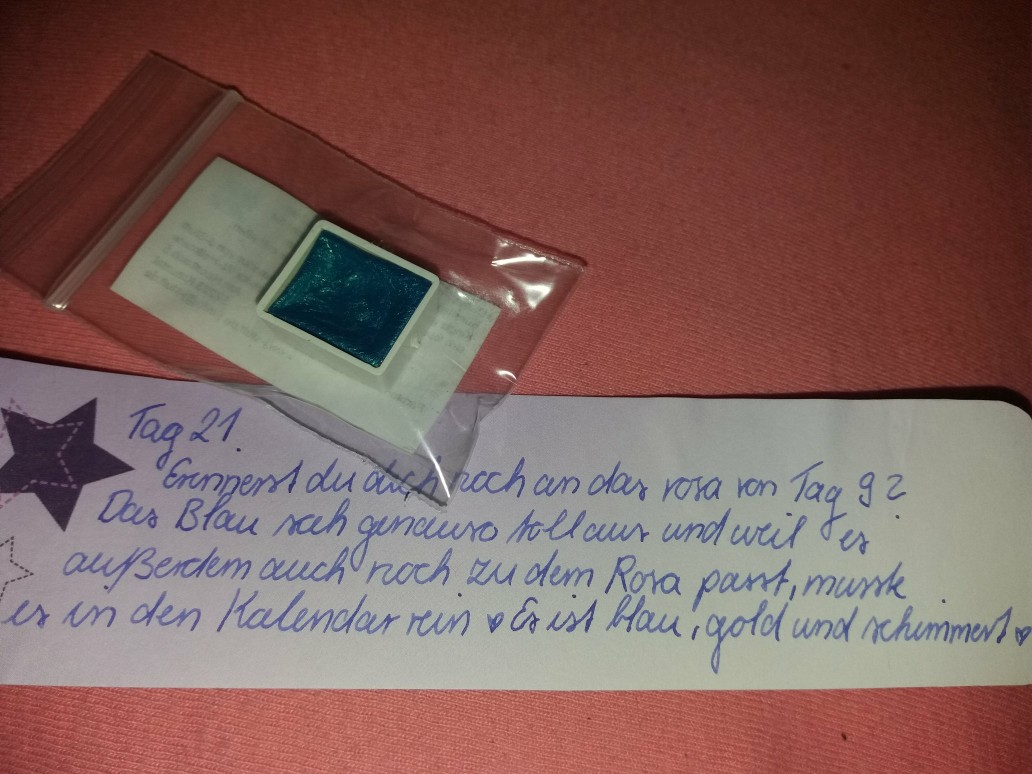 Tag 21
Erinnerst du dich noch an das rosa von Tag 9?
Das Blau sah genauso toll aus und weil es
außerdem auch noch zu dem Rosa passt, musste
es in den Kalendar rein ♥ Es ist blau, gold und schimmert ♥